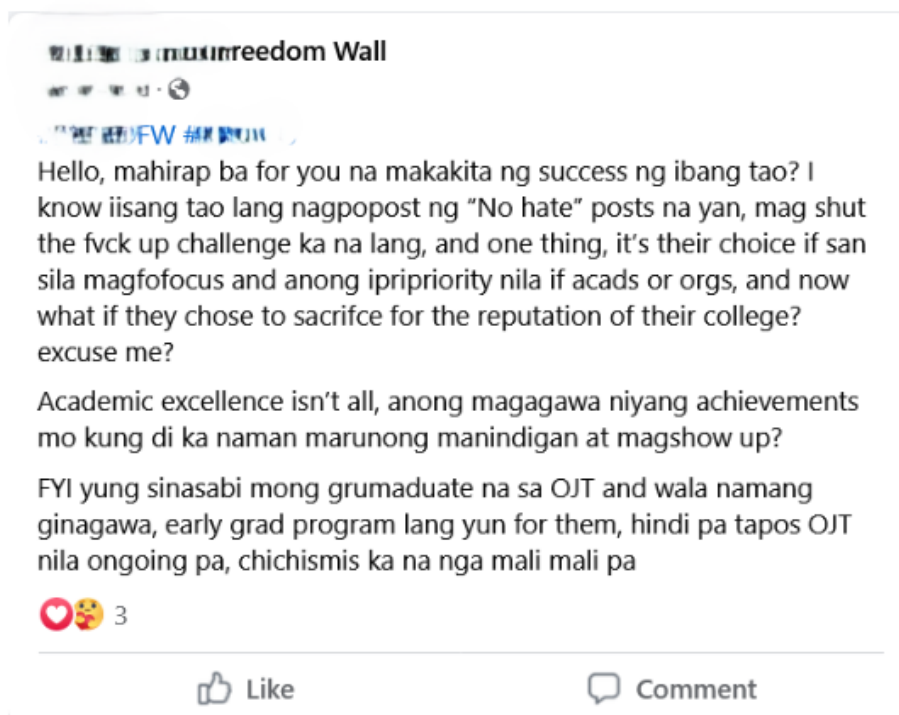 Freedom Wall
FW
Hello, mahirap ba for you na makakita ng success ng ibang tao? I
know iisang tao lang nagpopost ng “No hate” posts na yan, mag shut
the fvck up challenge ka na lang, and one thing, it’s their choice if san
sila magfofocus and anong ipripriority nila if acads or orgs, and now
what if they chose to sacrifce for the reputation of their college?
excuse me?
Academic excellence isn’t all, anong magagawa niyang achievements
mo kung di ka naman marunong manindigan at magshow up?
FYI yung sinasabi mong grumaduate na sa OJT and wala namang
ginagawa, early grad program lang yun for them, hindi pa tapos OJT
nila ongoing pa, chichismis ka na nga mali mali pa
3
Like Comment